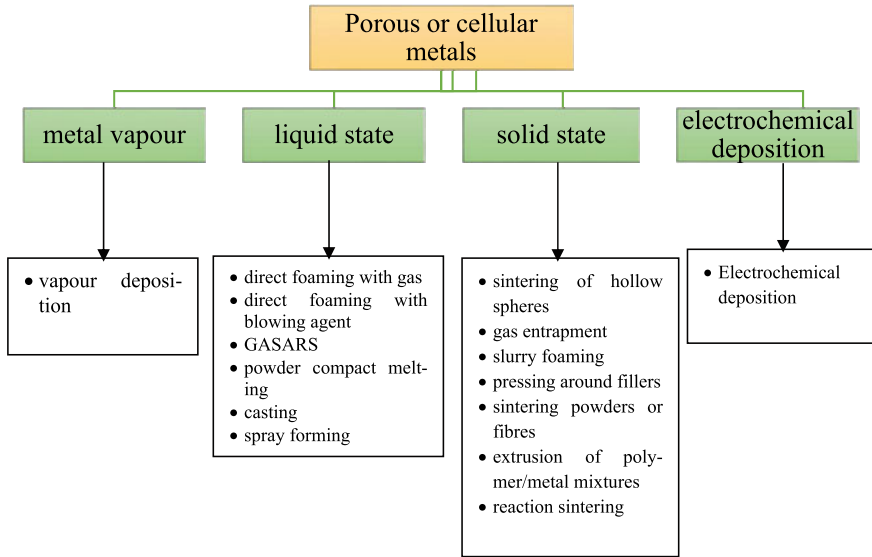 Porous or cellular
metals
metal vapour
liquid state
solid state
electrochemical
deposition
• vapour deposi-
tion
• direct foaming with gas
• direct foaming with
blowing agent
• GASARS
• powder compact melt-
ing
• casting
• spray forming
• sintering of hollow
spheres
• gas entrapment
• slurry foaming
• pressing around fillers
• sintering powders or
fibres
• extrusion of poly-
mer/metal mixtures
• reaction sintering
• Electrochemical
deposition